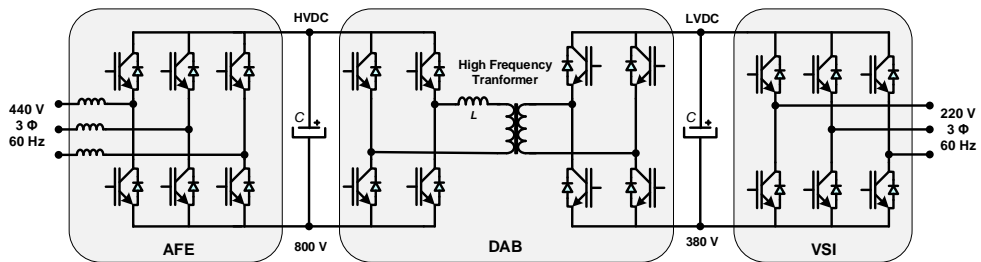 HVDC
LVDC
High Frequency
Tranformer
440 V
3 Φ
60 Hz
C
+
L
C
+
220 V
3 Φ
60 Hz
800 V
380 V
AFE
DAB
VSI